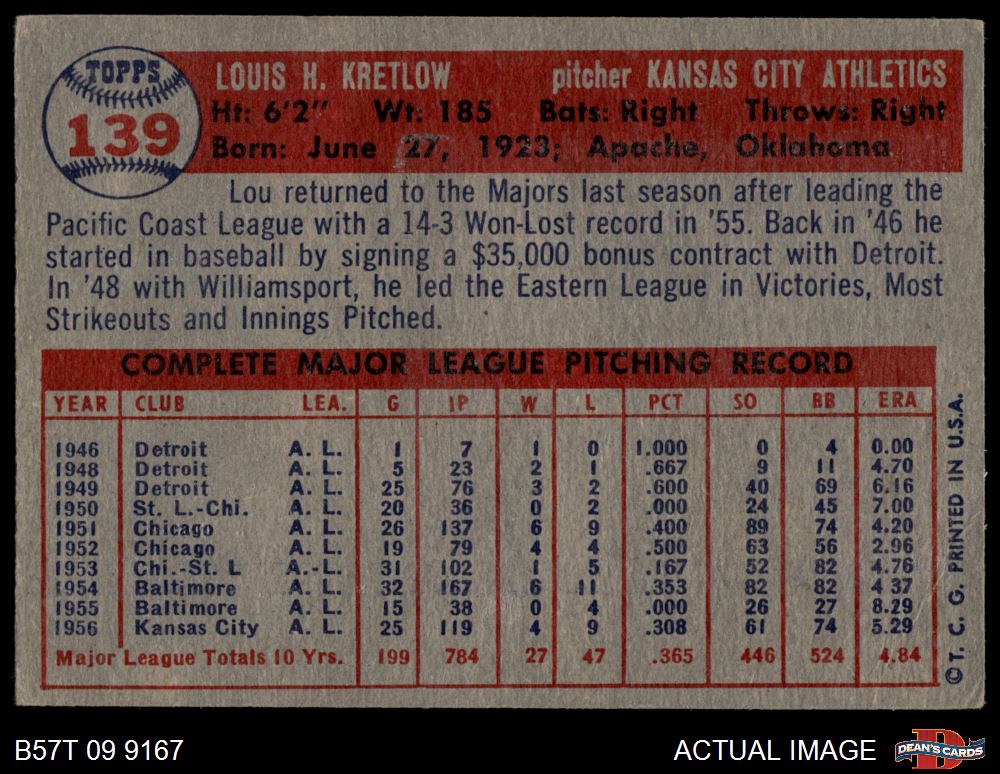 TOPPS
139
LOUIS H. KRETLOW pitcher KANSAS CITY ATHLETICS
Ht: 6'2" Wt: 185 Bats: Right Throws: Right
Born: June 27, 1923; Apache, Oklahoma
Lou returned to the Majors last season after leading the
Pacific Coast League with a 14-3 Won-Lost record in '55. Back in '46 he
started in baseball by signing a $35,000 bonus contract with Detroit.
In '48 with Williamsport, he led the Eastern League in Victories, Most
Strikeouts and Innings Pitched.
COMPLETE MAJOR LEAGUE PITCHING RECORD
YEAR CLUB LEA. G IP W L PCT SO BB ERA
1946 Detroit A. L. 1 7 1 0 1.000 0 4 0.00
1948 Detroit A. L. 5 23 2 1 .667 9 11 4.70
1949 Detroit A. L. 25 76 3 2 .600 40 69 6.16
1950 St. L.-Chi. A. L. 20 36 0 2 .000 24 45 7.00
1951 Chicago A. L. 26 137 6 9 .400 89 74 4.20
1952 Chicago A. L. 19 79 4 4 .500 63 56 2.96
1953 Chi.-St. L A.-L. 31 102 1 5 .167 52 82 4.76
1954 Baltimore A. L. 32 167 6 11 .353 82 82 4 37
1955 Baltimore A. L. 15 38 0 4 .000 26 27 8.29
1956 Kansas City A. L. 25 119 4 9 .308 61 74 5.29
Major League Totals 10 Yrs. 199 784 27 47 .365 446 524 4.84
©T. C. G. PRINTED IN U.S.A.
B57T 09 9167 ACTUAL IMAGE
DEAN'S CARDS